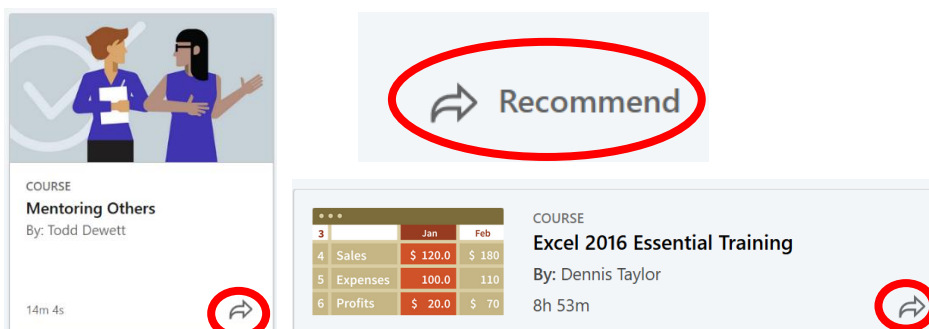 COURSE
Mentoring Others
By: Todd Dewett
14m 4s
Recommend
3 Jan Feb
4 Sales $ 120.0 $ 180
5 Expenses 100.0 110
6 Profits $ 20.0 $ 70
COURSE
Excel 2016 Essential Training
By: Dennis Taylor
8h 53m